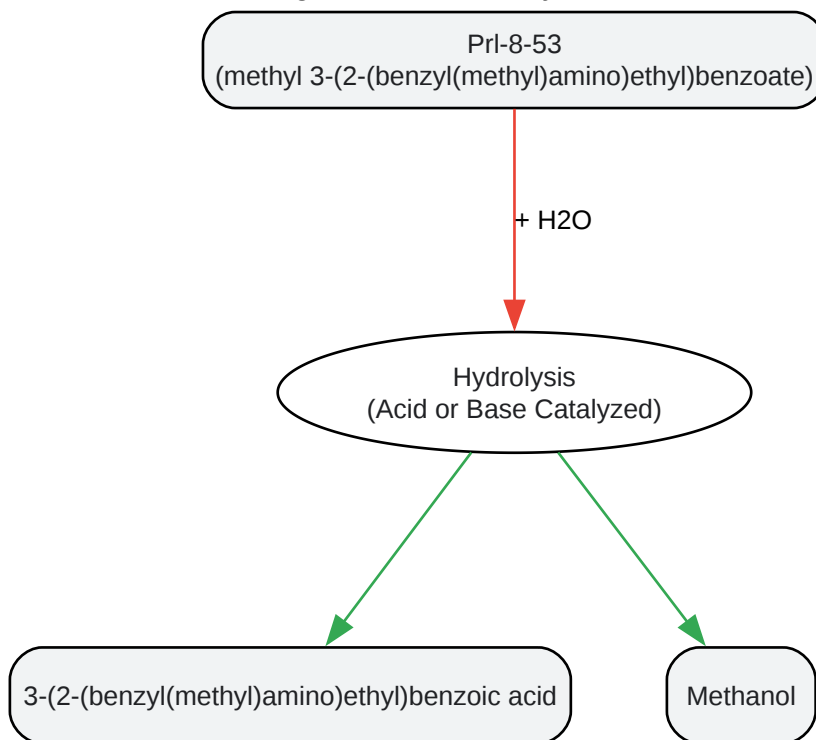 Prl-8-53
(methyl 3-(2-(benzyl(methyl)amino)ethyl)benzoate)
+ H2O
Hydrolysis
(Acid or Base Catalyzed)
3-(2-(benzyl(methyl)amino)ethyl)benzoic acid
Methanol